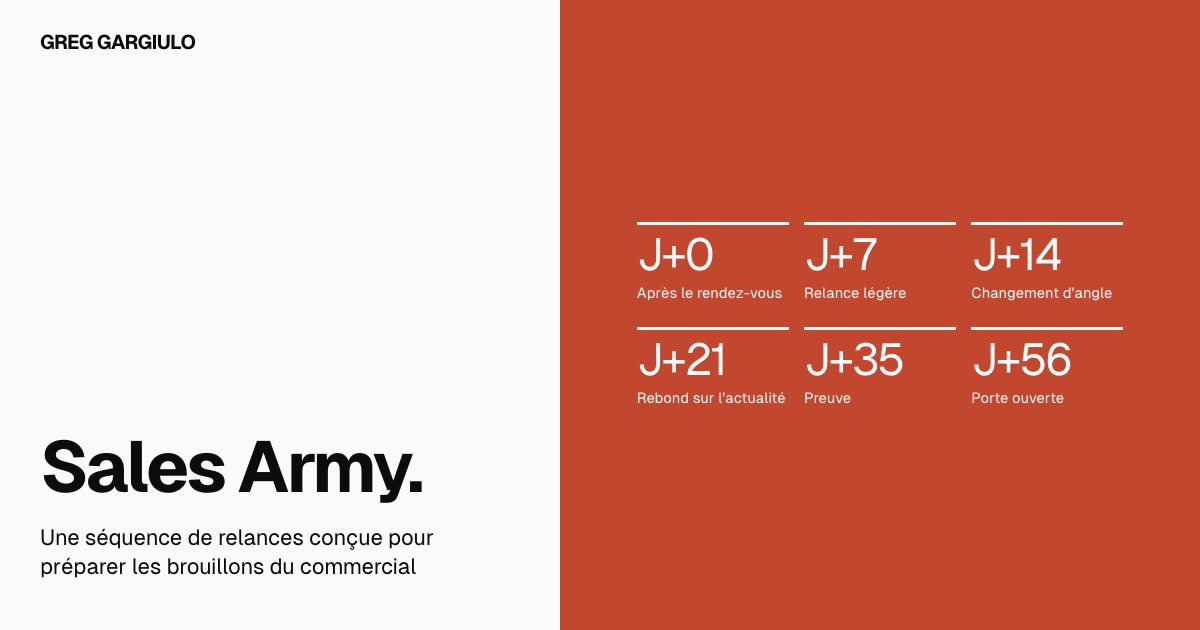 GREG GARGIULO
Sales Army.
Une séquence de relances conçue pour
préparer les brouillons du commercial
J+0
Après le rendez-vous
J+7
Relance légère
J+14
Changement d’angle
J+21
Rebond sur l’actualité
J+35
Preuve
J+56
Porte ouverte